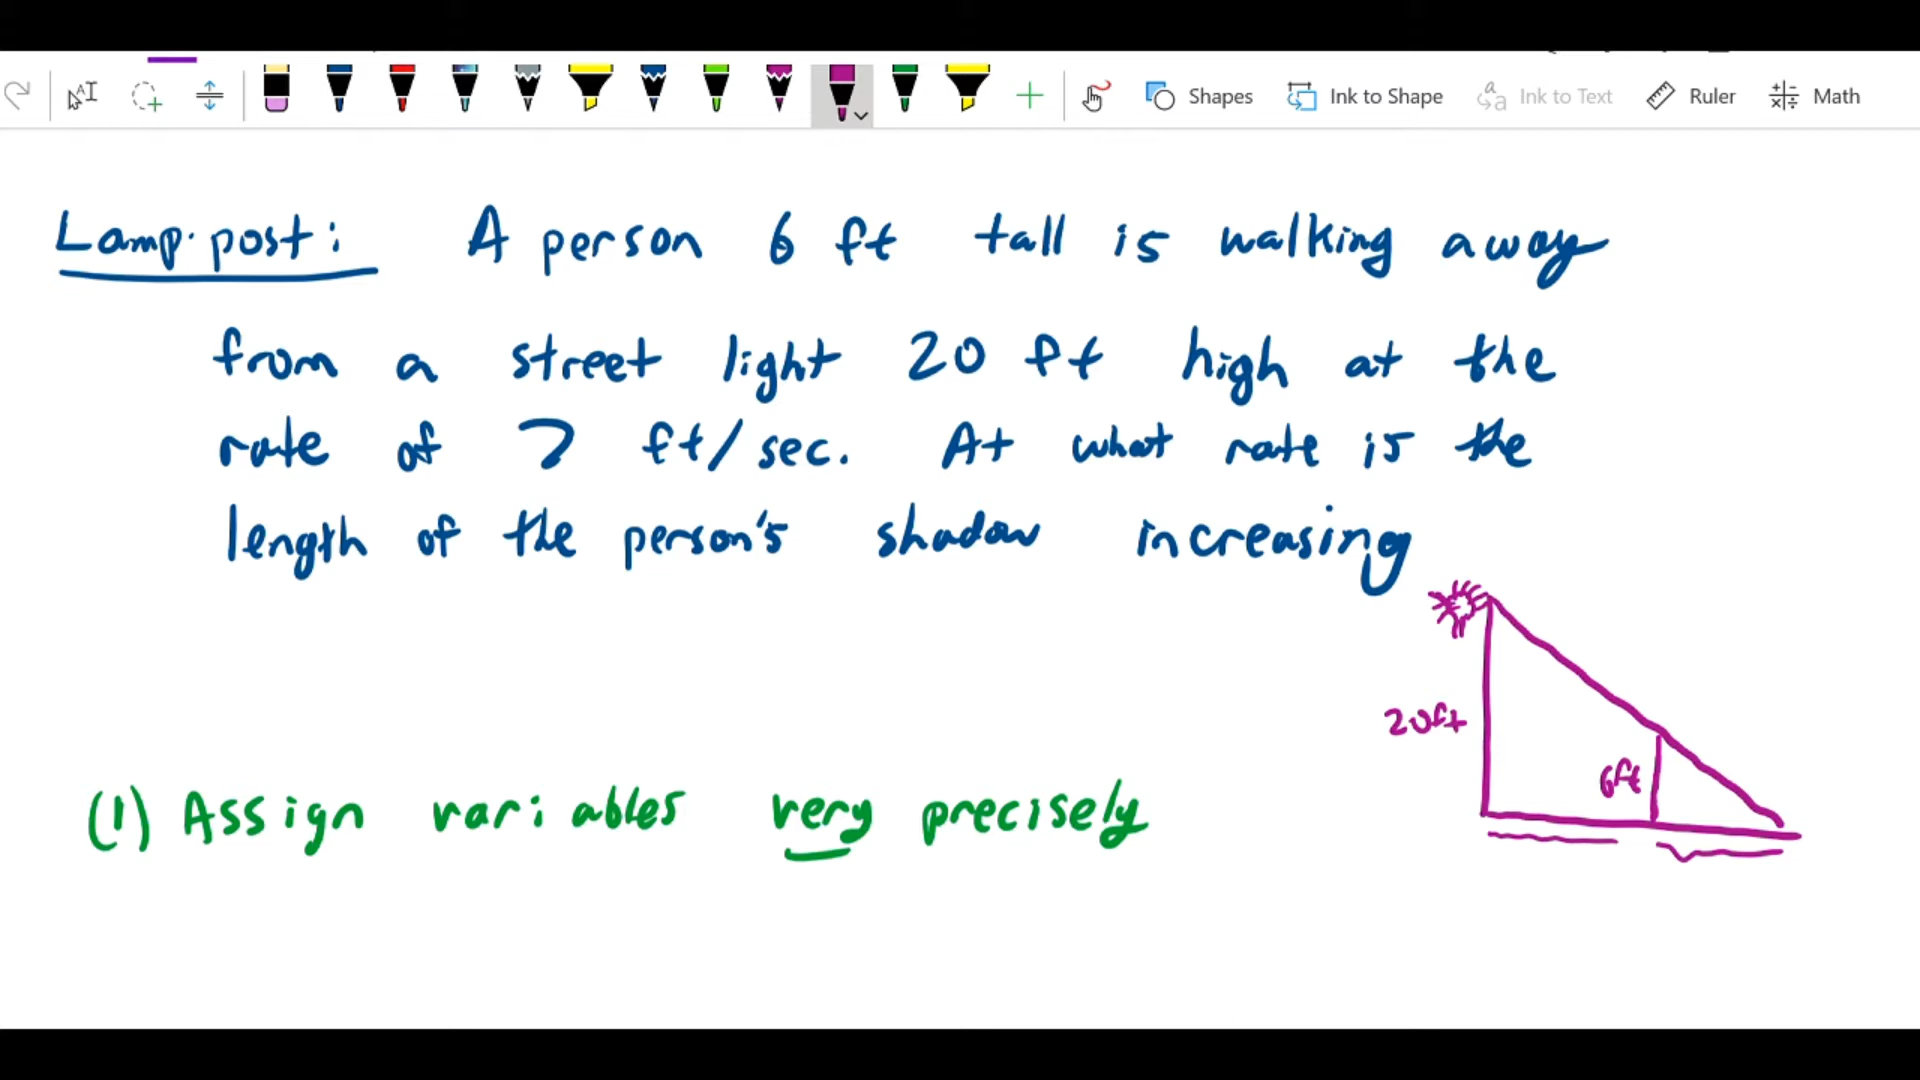 Shapes Ink to Shape Ink to Text Ruler Math
Lamp-post: A person 6 ft tall is walking away
from a street light 20 ft high at the
rate of 7 ft/sec. At what rate is the
length of the person's shadow increasing
20ft
6ft
(1) Assign variables very precisely